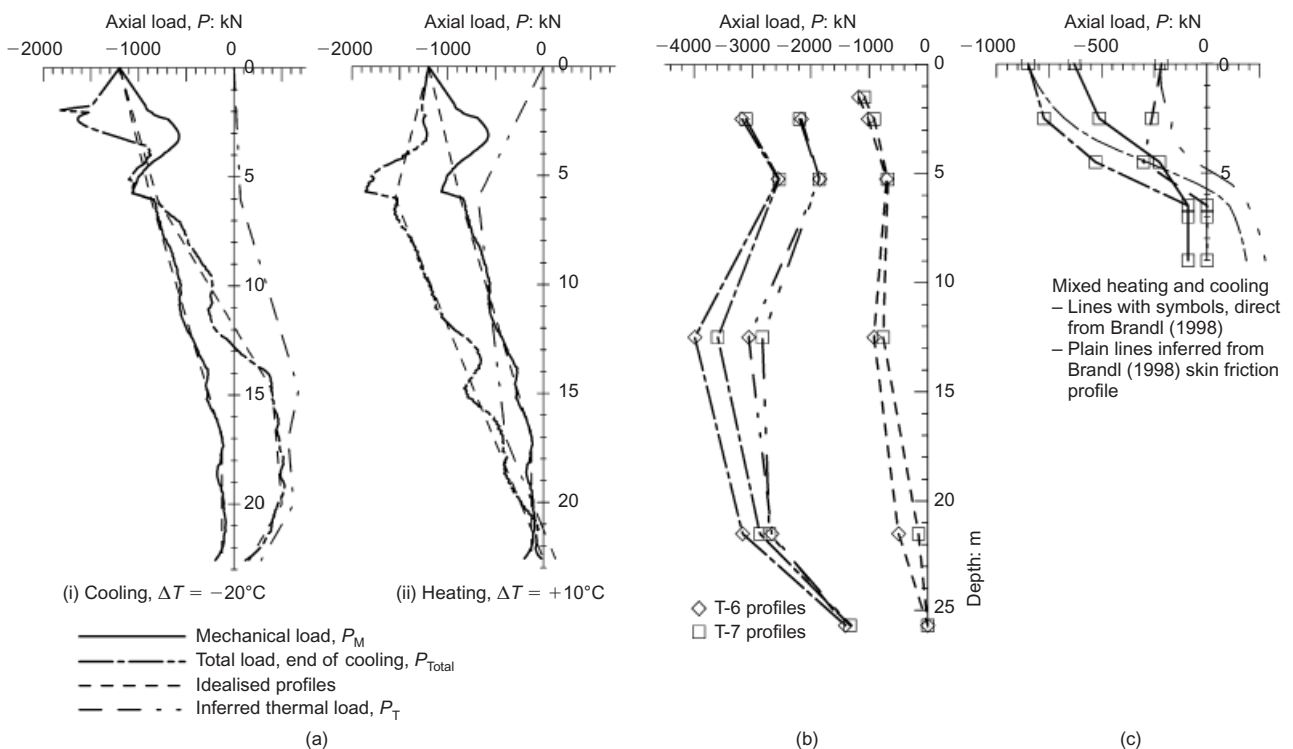 Axial load, P: kN
−2000 −1000 0
0
5
10
15
20
(i) Cooling, ΔT = −20°C
Axial load, P: kN
−2000 −1000 0
0
5
10
15
20
(ii) Heating, ΔT = +10°C
Mechanical load, PM
Total load, end of cooling, PTotal
Idealised profiles
Inferred thermal load, PT
(a)
(b)
Axial load, P: kN
−4000 −3000 −2000 −1000 0
0
5
10
15
20
25
Depth: m
T-6 profiles
T-7 profiles
(b)
(c)
Axial load, P: kN
−1000 −500 0
0
5
Mixed heating and cooling
– Lines with symbols, direct
from Brandl (1998)
– Plain lines inferred from
Brandl (1998) skin friction
profile
(c)